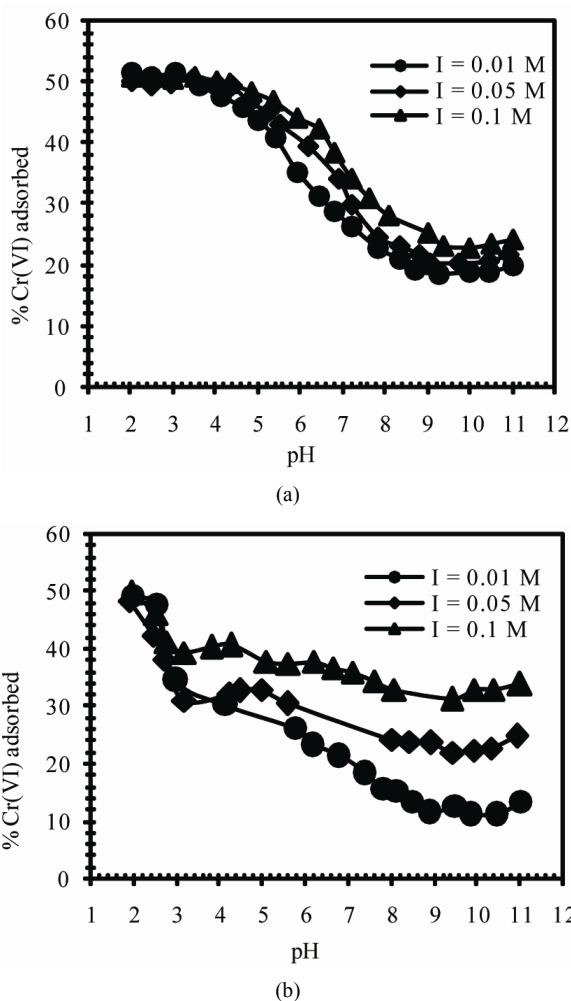 60
50
40
30
20
10
0
%Cr(VI) adsorbed
I = 0.01 M
I = 0.05 M
I = 0.1 M
1 2 3 4 5 6 7 8 9 10 11 12
pH
(a)
60
50
40
30
20
10
0
%Cr(VI) adsorbed
I = 0.01 M
I = 0.05 M
I = 0.1 M
1 2 3 4 5 6 7 8 9 10 11 12
pH
(b)